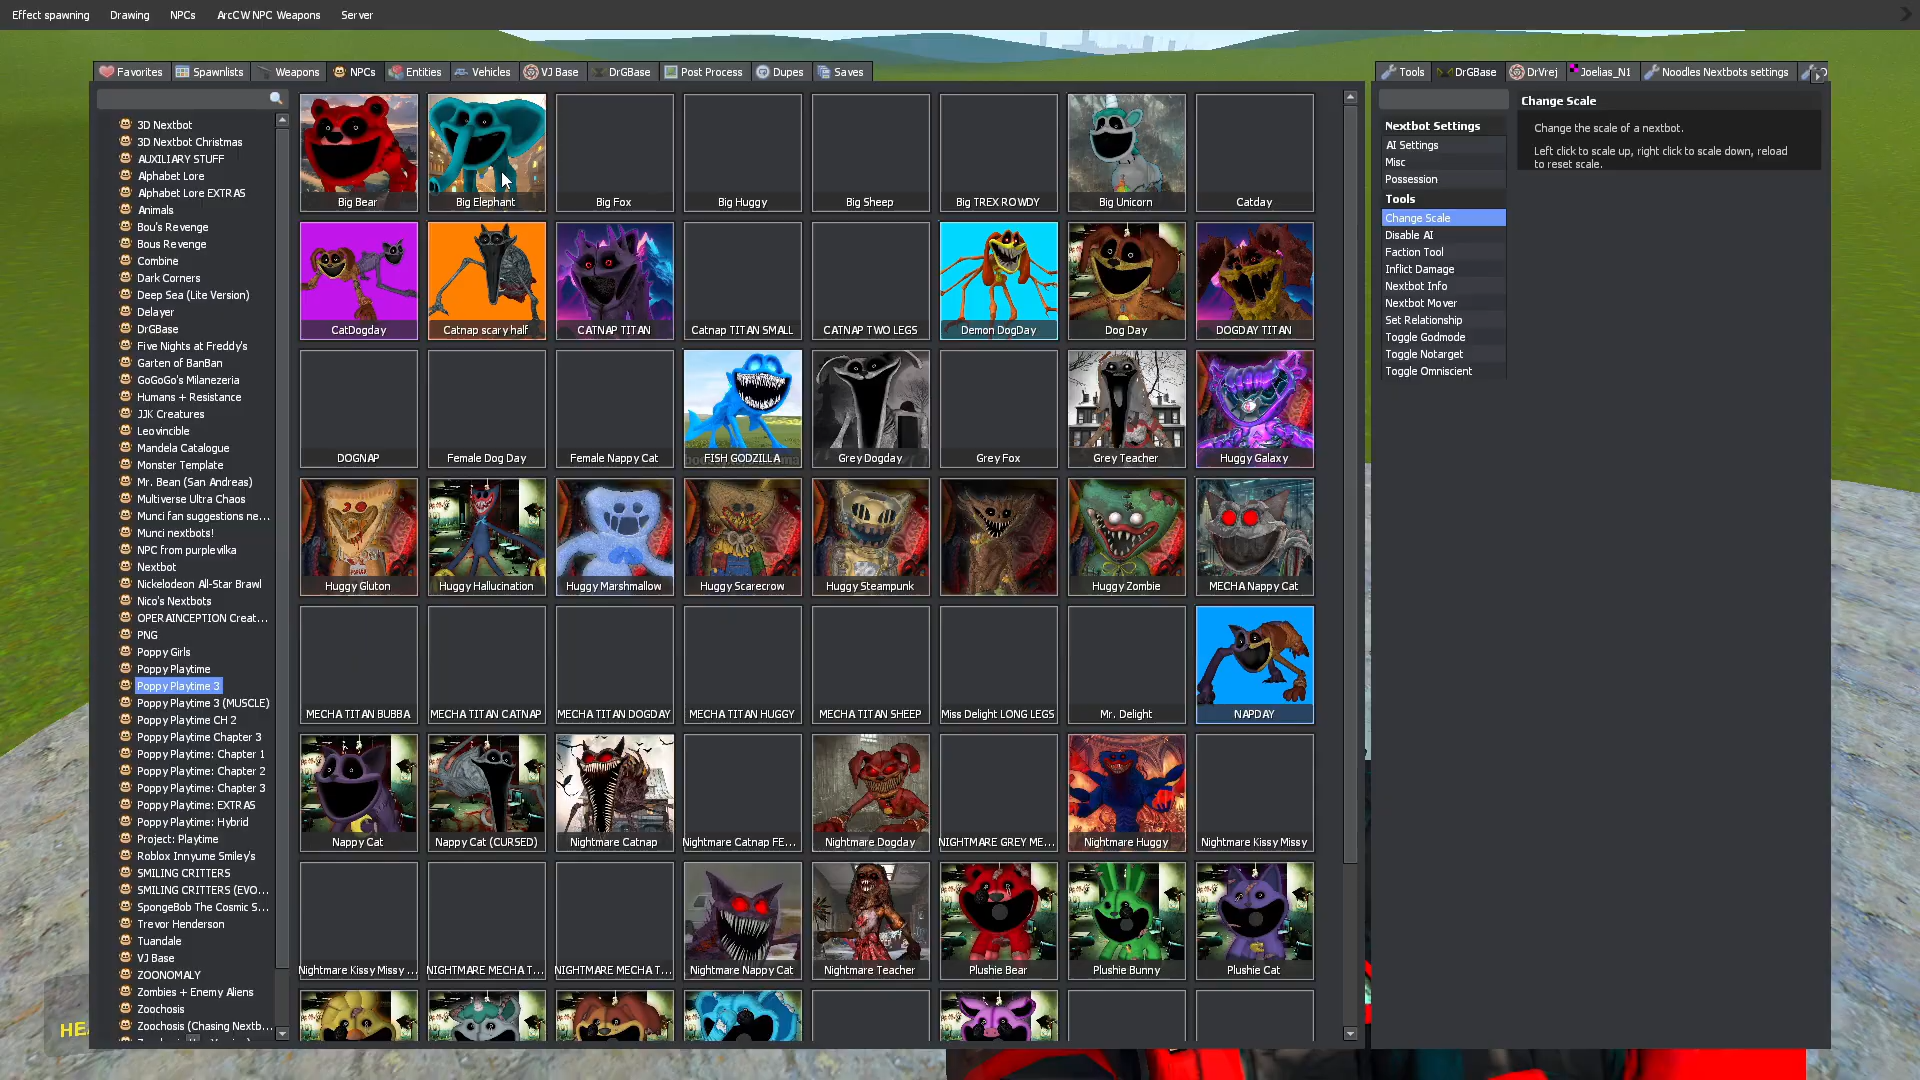 Effect spawning Drawing NPCs ArcCW NPC Weapons Server
Favorites Spawnlists Weapons NPCs Entities Vehicles VJ Base DrGBase Post Process Dupes Saves
3D Nextbot
3D Nextbot Christmas
AUXILIARY STUFF
Alphabet Lore
Alphabet Lore EXTRAS
Animals
Bou's Revenge
Bous Revenge
Combine
Dark Corners
Deep Sea (Lite Version)
Delayer
DrGBase
Five Nights at Freddy's
Garten of BanBan
GoGoGo's Milanezeria
Humans + Resistance
JJK Creatures
Leovincible
Mandela Catalogue
Monster Template
Mr. Bean (San Andreas)
Multiverse Ultra Chaos
Munci fan suggestions ne...
Munci nextbots!
NPC from purplevilka
Nextbot
Nickelodeon All-Star Brawl
Nico's Nextbots
OPERAINCEPTION Creat...
PNG
Poppy Girls
Poppy Playtime
Poppy Playtime 3
Poppy Playtime 3 (MUSCLE)
Poppy Playtime CH 2
Poppy Playtime Chapter 3
Poppy Playtime: Chapter 1
Poppy Playtime: Chapter 2
Poppy Playtime: Chapter 3
Poppy Playtime: EXTRAS
Poppy Playtime: Hybrid
Project: Playtime
Roblox Innyume Smiley's
SMILING CRITTERS
SMILING CRITTERS (EVO...
SpongeBob The Cosmic S...
Trevor Henderson
Tuandale
VJ Base
ZOONOMALY
Zombies + Enemy Aliens
Zoochosis
Zoochosis (Chasing Nextb...
HEA
Big Bear Big Elephant Big Fox Big Huggy Big Sheep Big TREX ROWDY Big Unicorn Catday
CatDogday Catnap scary half CATNAP TITAN Catnap TITAN SMALL CATNAP TWO LEGS Demon DogDay Dog Day DOGDAY TITAN
DOGNAP Female Dog Day Female Nappy Cat FISH GODZILLA Grey Dogday Grey Fox Grey Teacher Huggy Galaxy
Huggy Gluton Huggy Hallucination Huggy Marshmallow Huggy Scarecrow Huggy Steampunk Huggy Zombie MECHA Nappy Cat
MECHA TITAN BUBBA MECHA TITAN CATNAP MECHA TITAN DOGDAY MECHA TITAN HUGGY MECHA TITAN SHEEP Miss Delight LONG LEGS Mr. Delight NAPDAY
Nappy Cat Nappy Cat (CURSED) Nightmare Catnap Nightmare Catnap FE... Nightmare Dogday NIGHTMARE GREY ME... Nightmare Huggy Nightmare Kissy Missy
Nightmare Kissy Missy ... NIGHTMARE MECHA T... NIGHTMARE MECHA T... Nightmare Nappy Cat Nightmare Teacher Plushie Bear Plushie Bunny Plushie Cat
Tools DrGBase DrVrej Joelias_N1 Noodles Nextbots settings
Nextbot Settings
AI Settings
Misc
Possession
Tools
Change Scale
Disable AI
Faction Tool
Inflict Damage
Nextbot Info
Nextbot Mover
Set Relationship
Toggle Godmode
Toggle Notarget
Toggle Omniscient
Change Scale
Change the scale of a nextbot.
Left click to scale up, right click to scale down, reload
to reset scale.